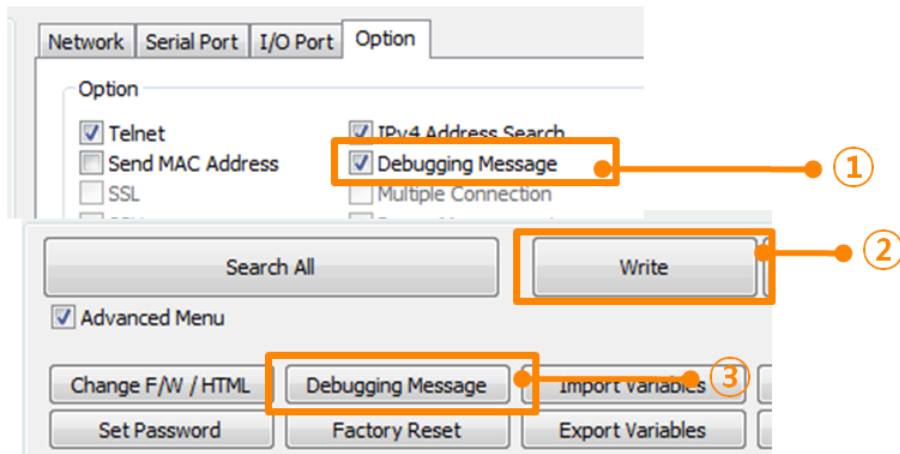 Network Serial Port I/O Port Option
Option
Telnet IPv4 Address Search
Send MAC Address Debugging Message ①
SSL Multiple Connection
Search All Write ②
Advanced Menu
Change F/W / HTML Debugging Message Import Variables ③
Set Password Factory Reset Export Variables